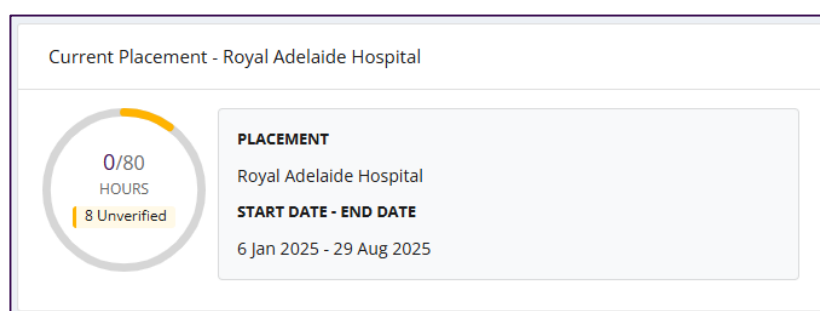 Current Placement - Royal Adelaide Hospital
0/80
HOURS
8 Unverified
PLACEMENT
Royal Adelaide Hospital
START DATE - END DATE
6 Jan 2025 - 29 Aug 2025